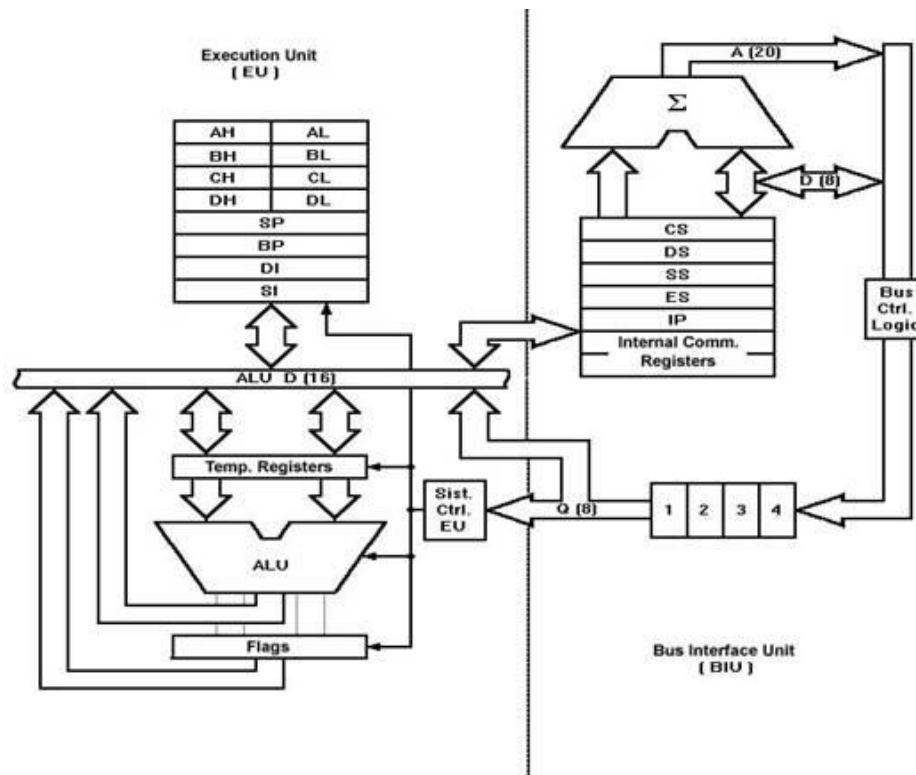 Execution Unit
( EU )
AH AL
BH BL
CH CL
DH DL
SP
BP
DI
SI
ALU D (16)
Temp. Registers
ALU
Flags
Sist.
Ctrl.
EU
A (20)
Σ
D (8)
CS
DS
SS
ES
IP
Internal Comm.
Registers
Bus
Ctrl.
Logic
Q (8)
1 2 3 4
Bus Interface Unit
( BIU )